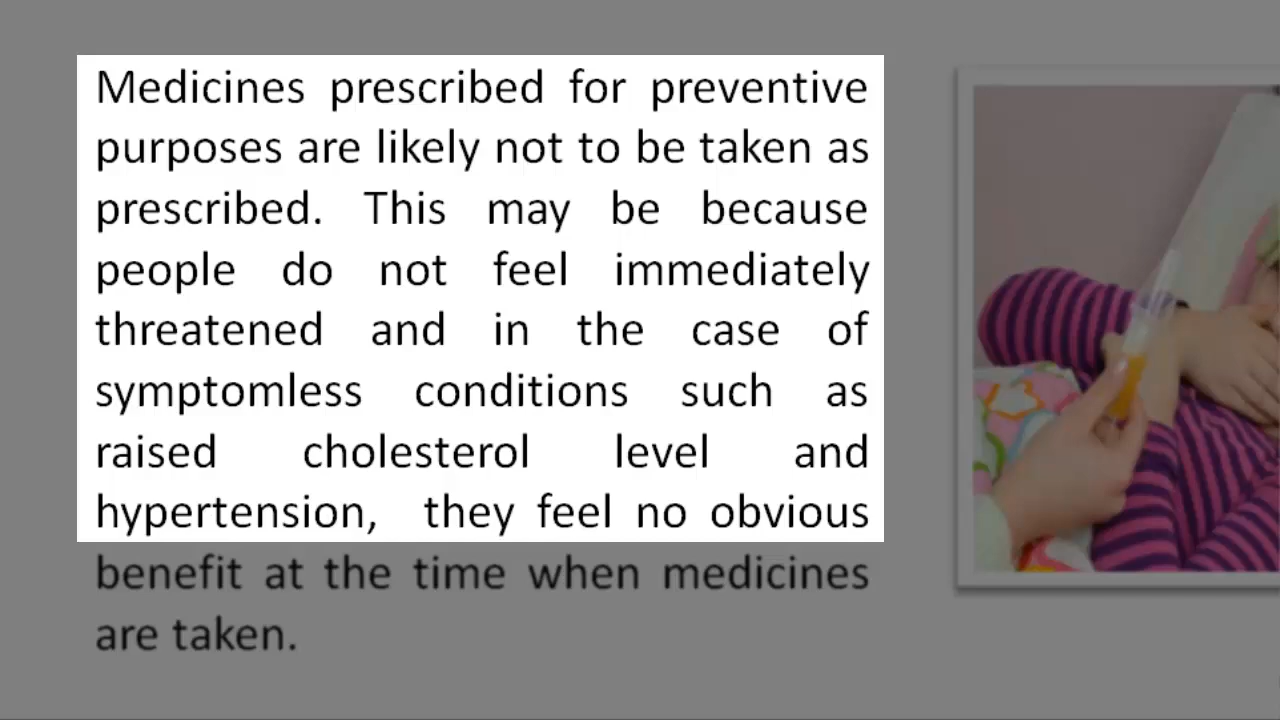 Medicines prescribed for preventive
purposes are likely not to be taken as
prescribed. This may be because
people do not feel immediately
threatened and in the case of
symptomless conditions such as
raised cholesterol level and
hypertension, they feel no obvious
benefit at the time when medicines
are taken.